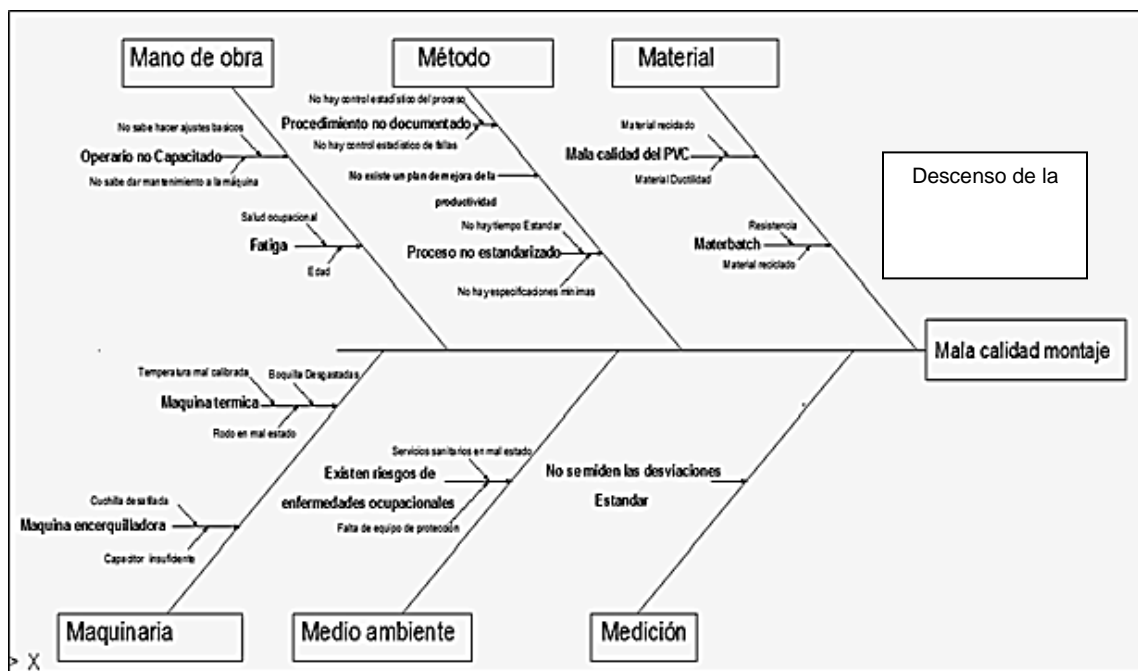 Mano de obra
Método
Material
No hay control estadístico del proceso
Procedimiento no documentado
No hay control estadístico de fallas
No sabe hacer ajustes basicos
Operario no Capacitado
No sabe dar mantenimiento a la máquina
Material reciclado
Mala calidad del PVC
Material Ductilidad
Descenso de la
No existe un plan de mejora de la
productividad
Salud ocupacional
Fatiga
Edad
No hay tiempo Estandar
Proceso no estandarizado
No hay especificaciones minimas
Resistencia
Materbatch
Material reciclado
Mala calidad montaje
Temperatura mal calibrada
Boquilla Desgastadas
Maquina termica
Rodo en mal estado
Servicios sanitarios en mal estado
Existen riesgos de
enfermedades ocupacionales
Falta de equipo de protección
No se miden las desviaciones
Estandar
Cuchilla desafilada
Maquina encerquilladora
Capacitor insuficiente
Maquinaria
Medio ambiente
Medición
> X